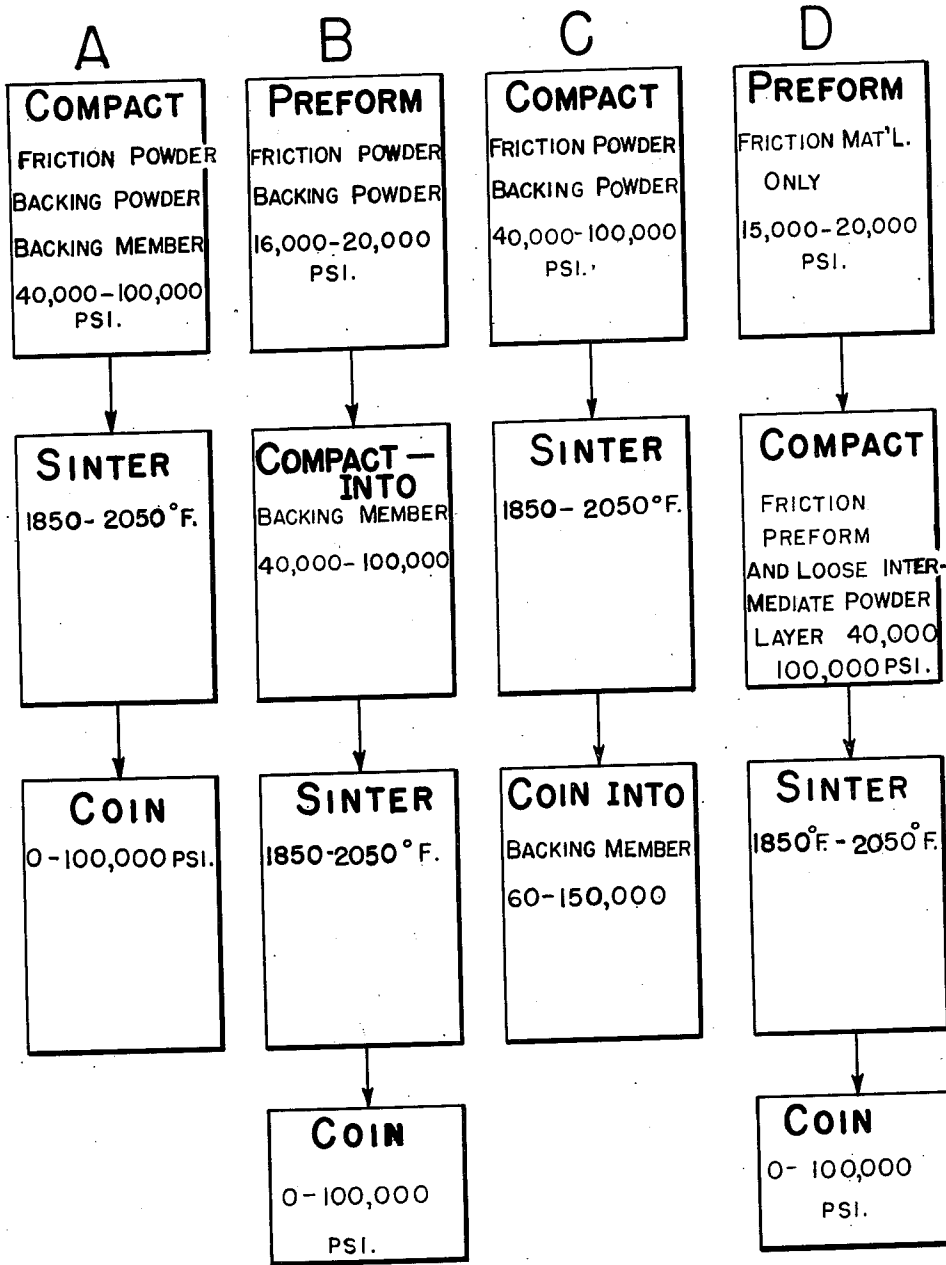 A
COMPACT
FRICTION POWDER
BACKING POWDER
BACKING MEMBER
40,000-100,000
PSI.
SINTER
1850-2050°F.
COIN
0-100,000 PSI.
B
PREFORM
FRICTION POWDER
BACKING POWDER
16,000-20,000
PSI.
COMPACT—
INTO
BACKING MEMBER
40,000-100,000
SINTER
1850-2050°F.
COIN
0-100,000
PSI.
C
COMPACT
FRICTION POWDER
BACKING POWDER
40,000-100,000
PSI.
SINTER
1850-2050°F.
COIN INTO
BACKING MEMBER
60-150,000
D
PREFORM
FRICTION MAT'L.
ONLY
15,000-20,000
PSI.
COMPACT
FRICTION
PREFORM
AND LOOSE INTER-
MEDIATE POWDER
LAYER 40,000
100,000 PSI.
SINTER
1850°F.-2050°F.
COIN
0-100,000
PSI.